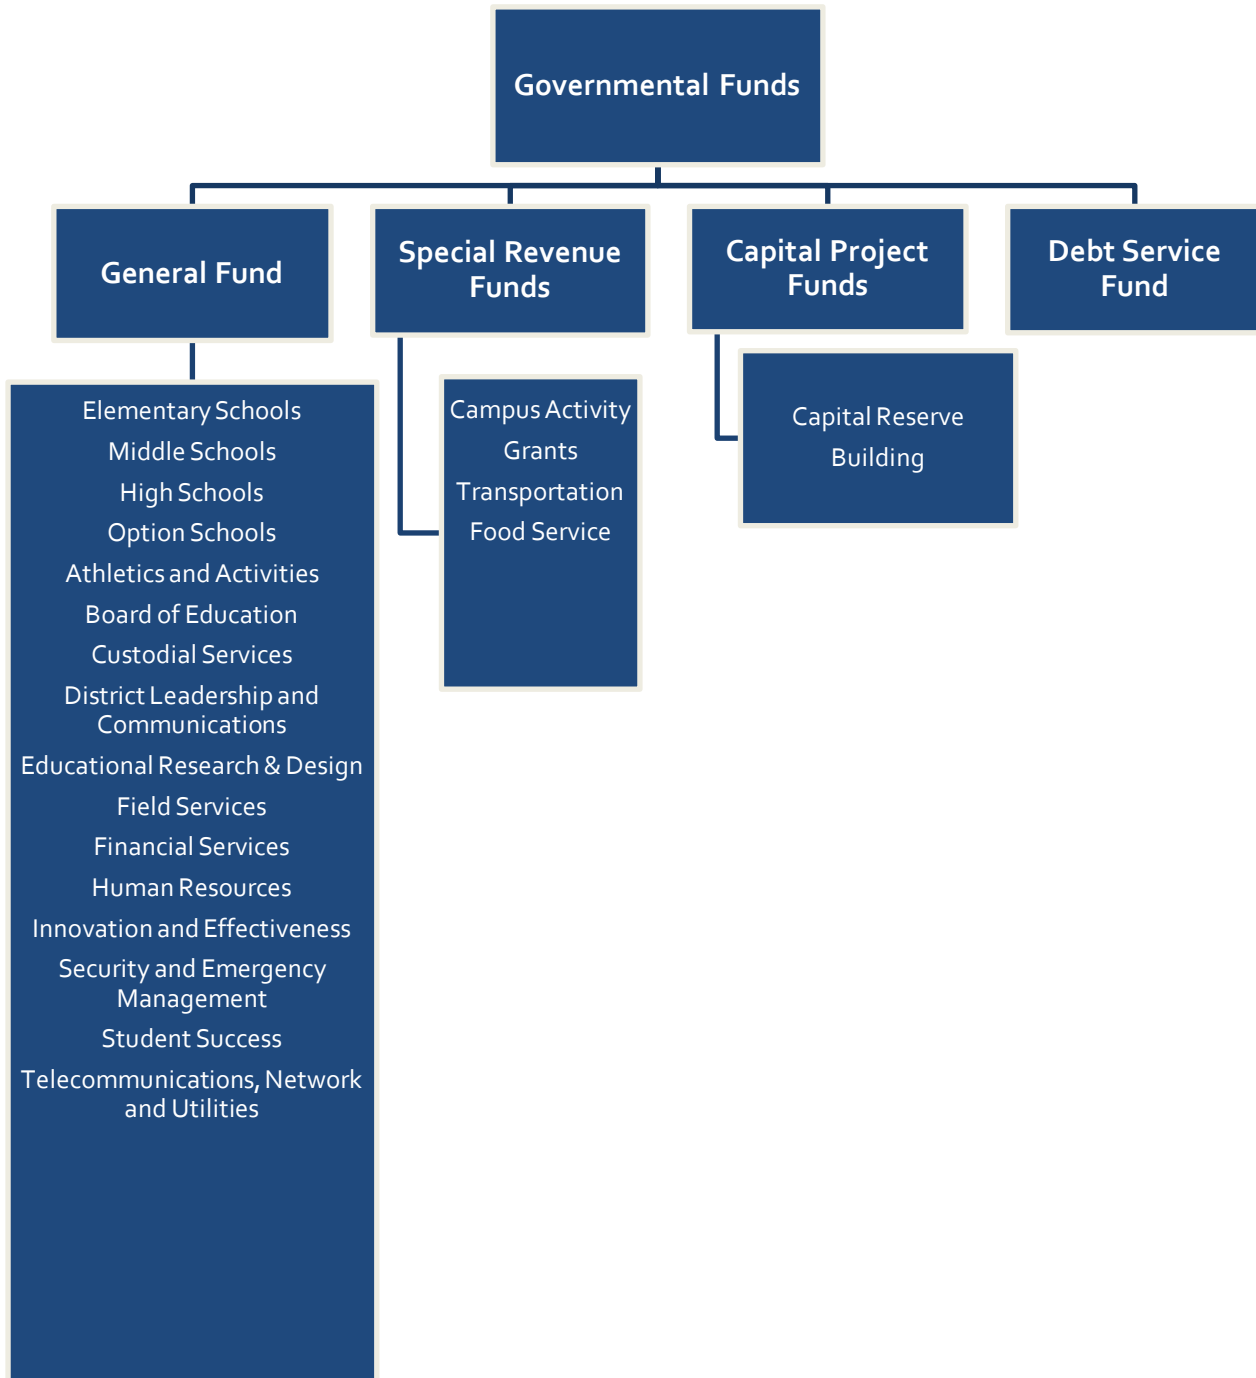 Governmental Funds
General Fund
Special Revenue
Funds
Capital Project
Funds
Debt Service
Fund
Elementary Schools
Middle Schools
High Schools
Option Schools
Athletics and Activities
Board of Education
Custodial Services
District Leadership and
Communications
Educational Research & Design
Field Services
Financial Services
Human Resources
Innovation and Effectiveness
Security and Emergency
Management
Student Success
Telecommunications, Network
and Utilities
Campus Activity
Grants
Transportation
Food Service
Capital Reserve
Building